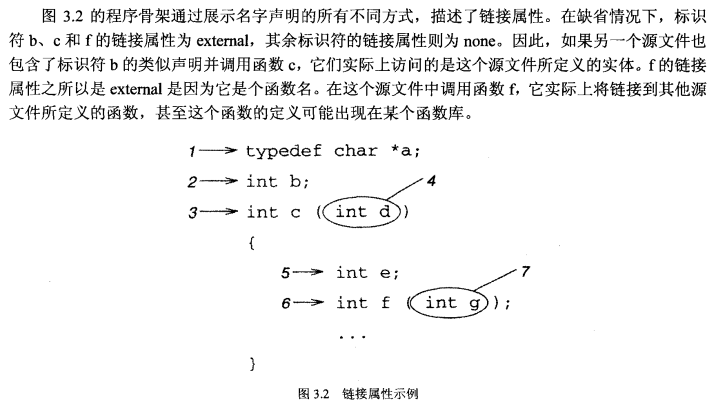 图 3.2 的程序骨架通过展示名字声明的所有不同方式，描述了链接属性。在缺省情况下，标识
符 b、c 和 f 的链接属性为 external，其余标识符的链接属性则为 none。因此，如果另一个源文件也
包含了标识符 b 的类似声明并调用函数 c，它们实际上访问的是这个源文件所定义的实体。f 的链接
属性之所以是 external 是因为它是个函数名。在这个源文件中调用函数 f，它实际上将链接到其他源
文件所定义的函数，甚至这个函数的定义可能出现在某个函数库。
1 typedef char *a;
2 int b; 4
3 int c (int d)
{
5 int e; 7
6 int f (int g);
...
}
图 3.2 链接属性示例